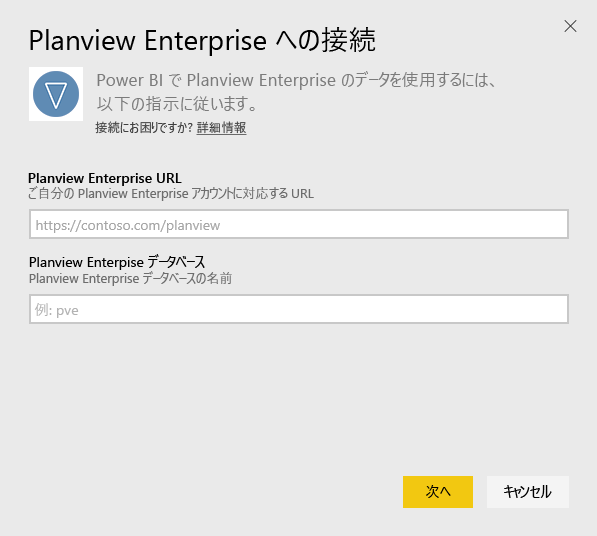 Planview Enterprise への接続
Power BI で Planview Enterprise のデータを使用するには、
以下の指示に従います。
接続にお困りですか? 詳細情報
Planview Enterprise URL
ご自分の Planview Enterprise アカウントに対応する URL
https://contoso.com/planview
Planview Enterpise データベース
Planview Enterprise データベースの名前
例: pve
次へ
キャンセル